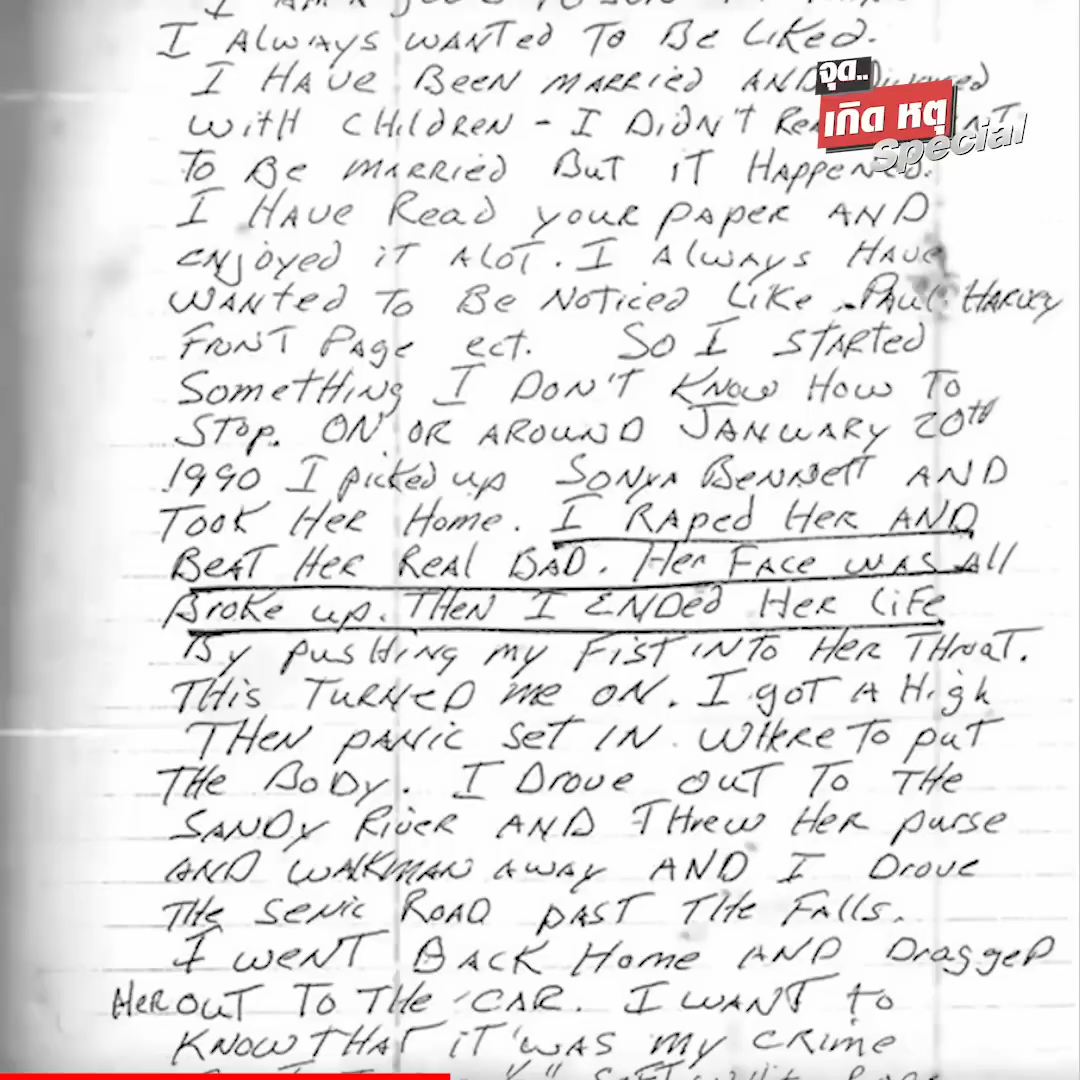 I Always wanted To Be Liked.
I Have Been married AND
with Children - I Didn't
To Be married But it Happened.
I Have Read your paper AND
enjoyed it Alot. I Always Have
wanted To Be Noticed Like Paul Harvey
Front Page ect. So I started
Something I Don't Know How To
Stop. ON or around January 20th
1990 I picked up Sonya Bennett AND
Took Her Home. I Raped Her AND
Beat Her Real Bad. Her Face was all
Broke up. Then I Ended Her Life
By pushing my Fist into Her Throat.
This Turned me on. I got A High
Then panic set in. Where To put
The Body. I Drove out To The
Sandy River AND Threw Her purse
AND walkman away AND I Drove
The Senic Road past The Falls.
I went Back Home AND Dragged
Her out To The Car. I want to
Know That it was my Crime
จุด..
เกิด หตุ
Special